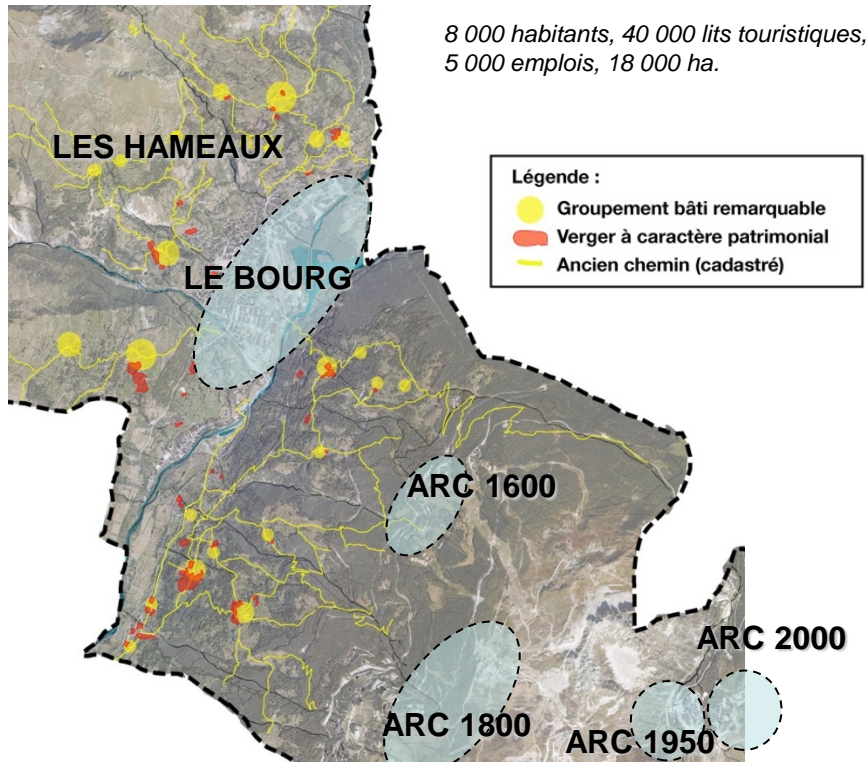 8 000 habitants, 40 000 lits touristiques,
5 000 emplois, 18 000 ha.
LES HAMEAUX
Légende :
Groupement bâti remarquable
Verger à caractère patrimonial
Ancien chemin (cadastré)
LE BOURG
ARC 1600
ARC 2000
ARC 1800
ARC 1950